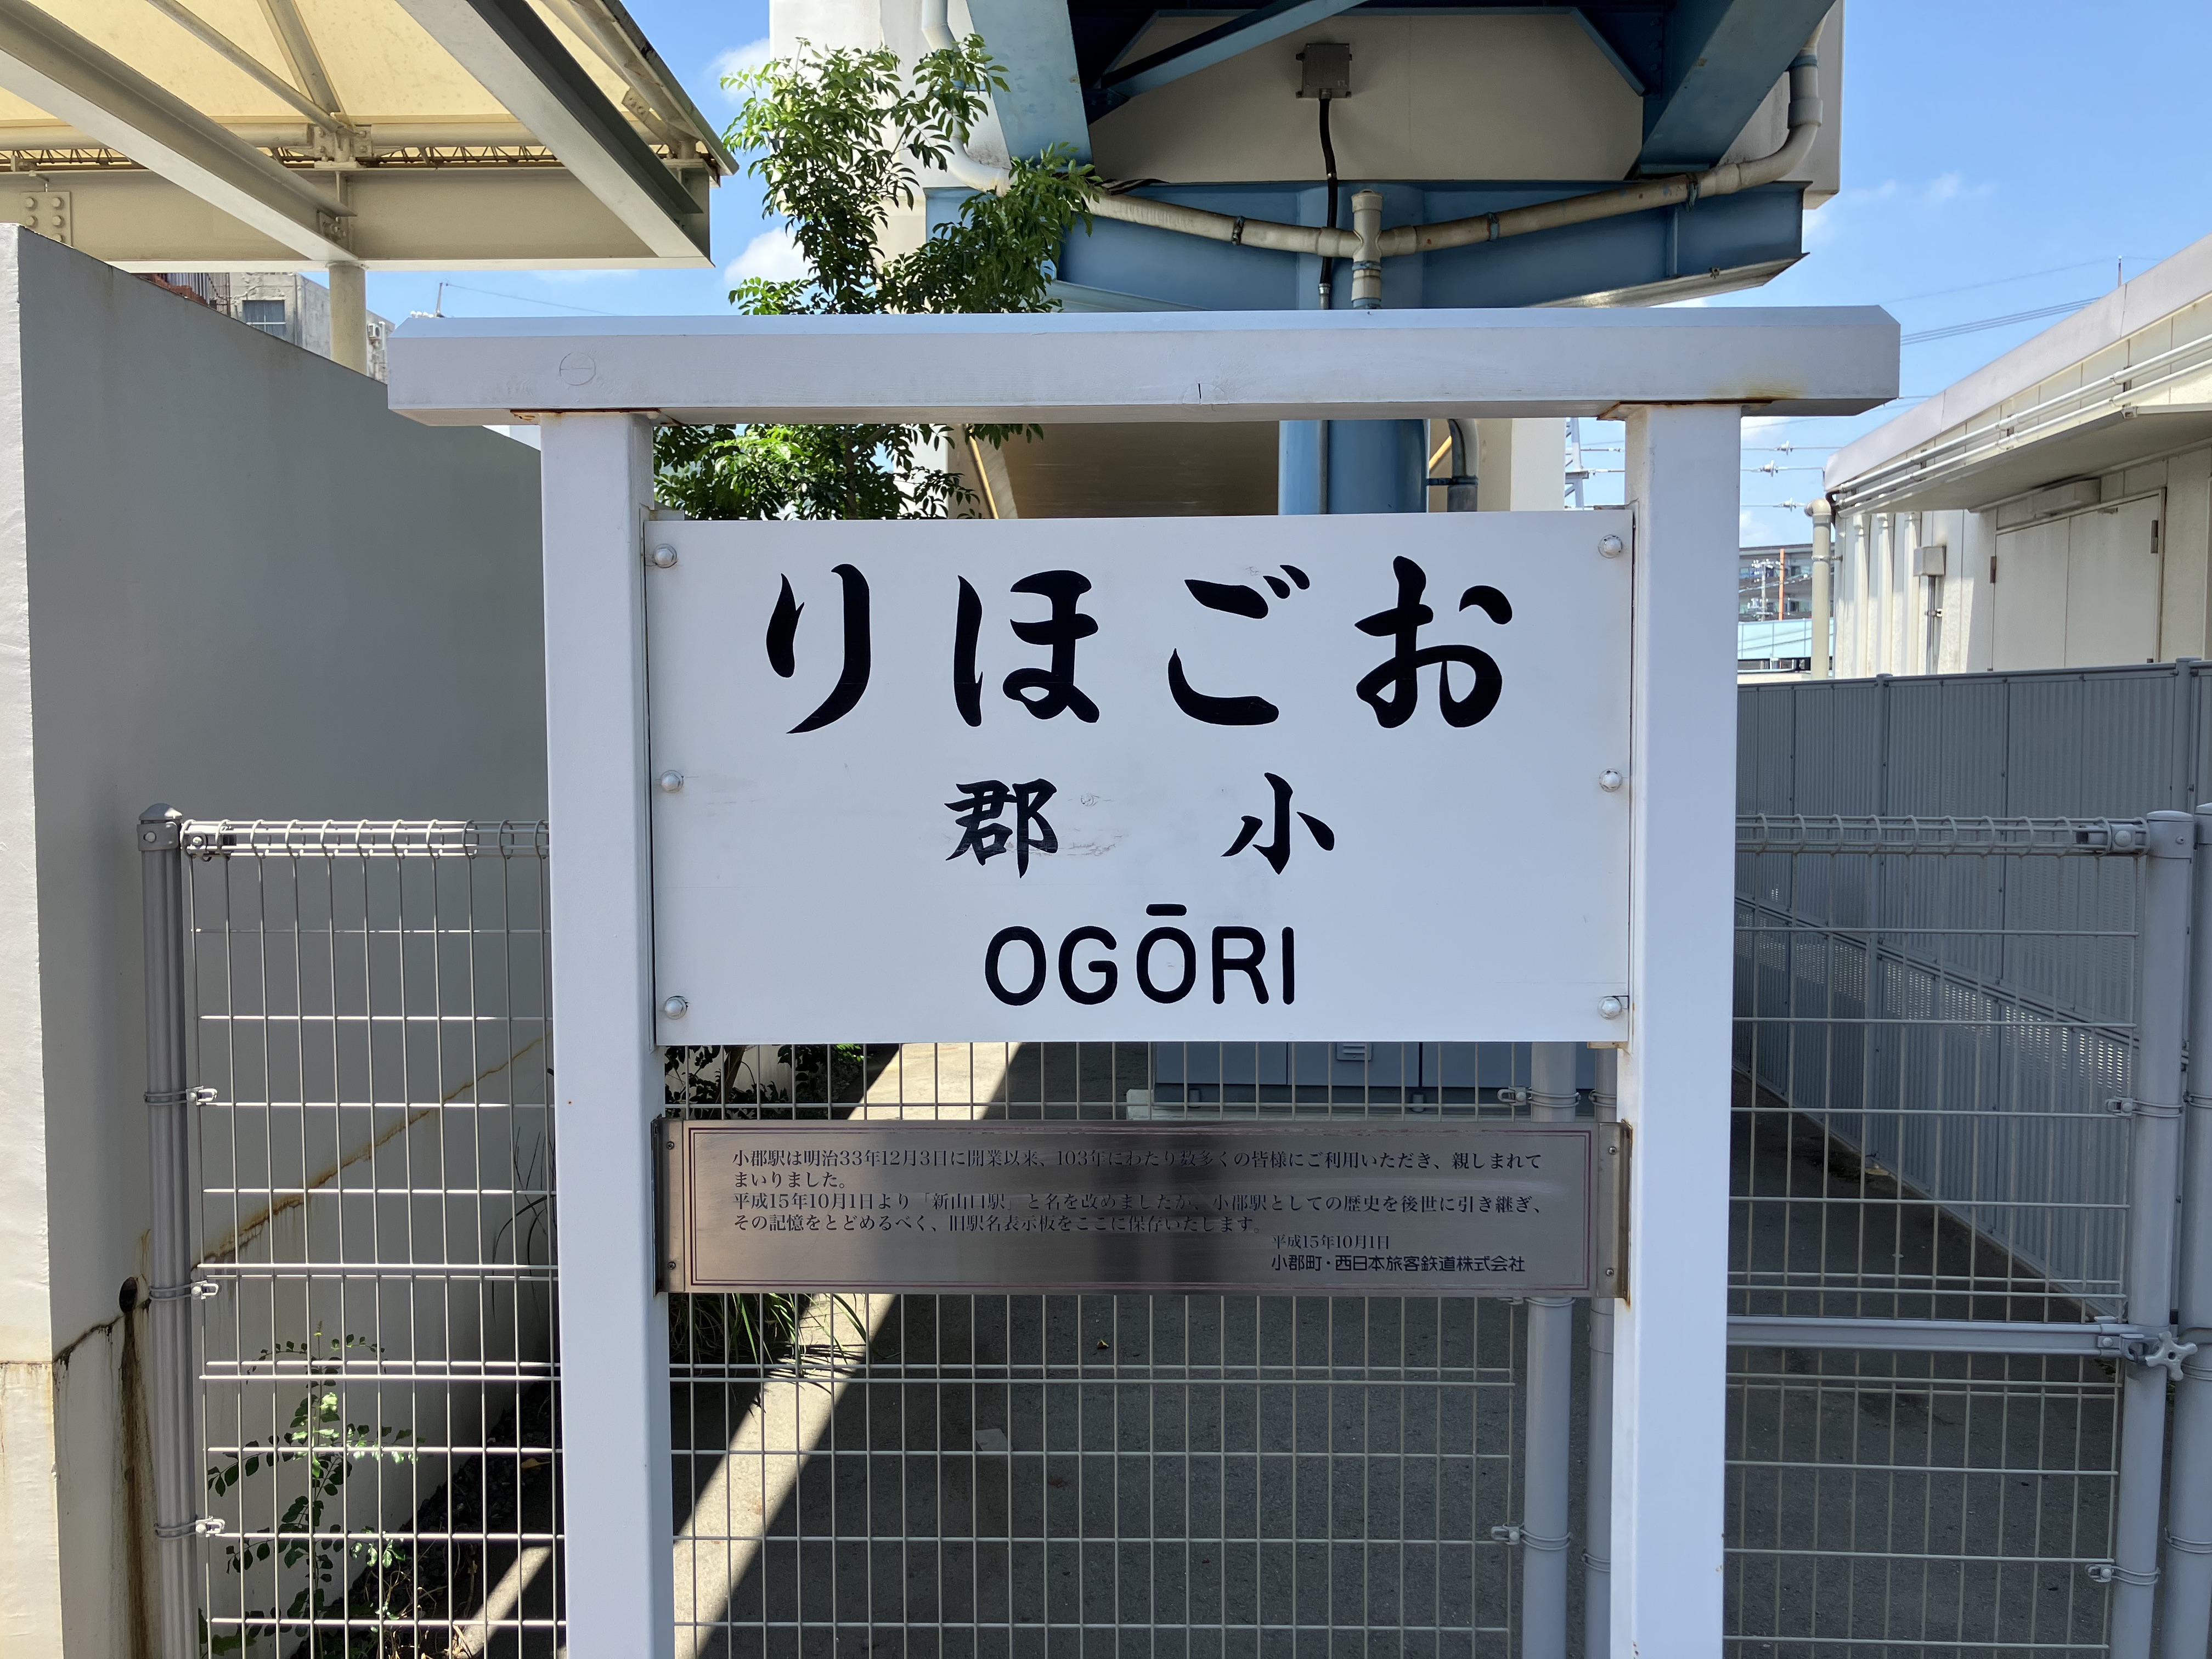 りほごお
郡 小
OGŌRI
小郡駅は明治33年12月3日に開業以来、103年にわたり数多くの皆様にご利用いただき、親しまれて
まいりました。
平成15年10月1日より「新山口駅」と名を改めましたが、小郡駅としての歴史を後世に引き継ぎ、
その記憶をとどめるべく、旧駅名表示板をここに保存いたします。
平成15年10月1日
小郡町・西日本旅客鉄道株式会社